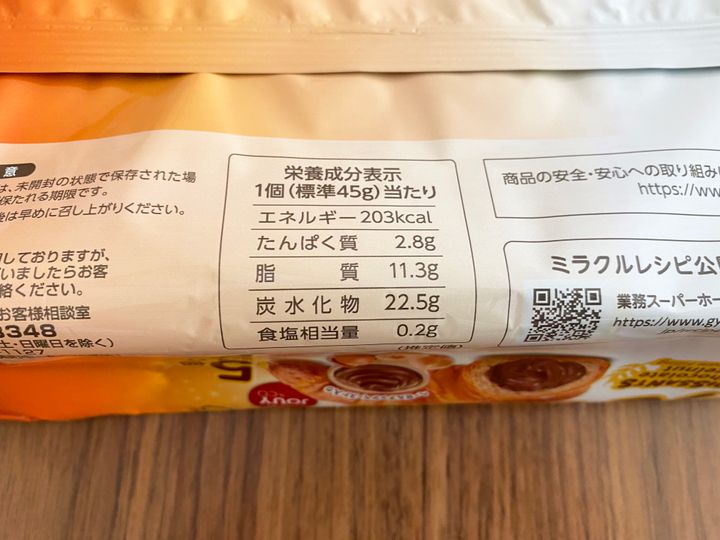 意
は、未開封の状態で保存された場
保たれる期限です。
後は早めに召し上がりください。
しておりますが、
いましたらお客
絡ください。
お客様相談室
3348
土・日曜日を除く)
栄養成分表示
1個(標準45g)当たり
エネルギー 203kcal
たんぱく質 2.8g
脂質 11.3g
炭水化物 22.5g
食塩相当量 0.2g
商品の安全・安心への取り組み
https://ww
ミラクルレシピ公開
業務スーパーホー
https://www.gy
JOUY